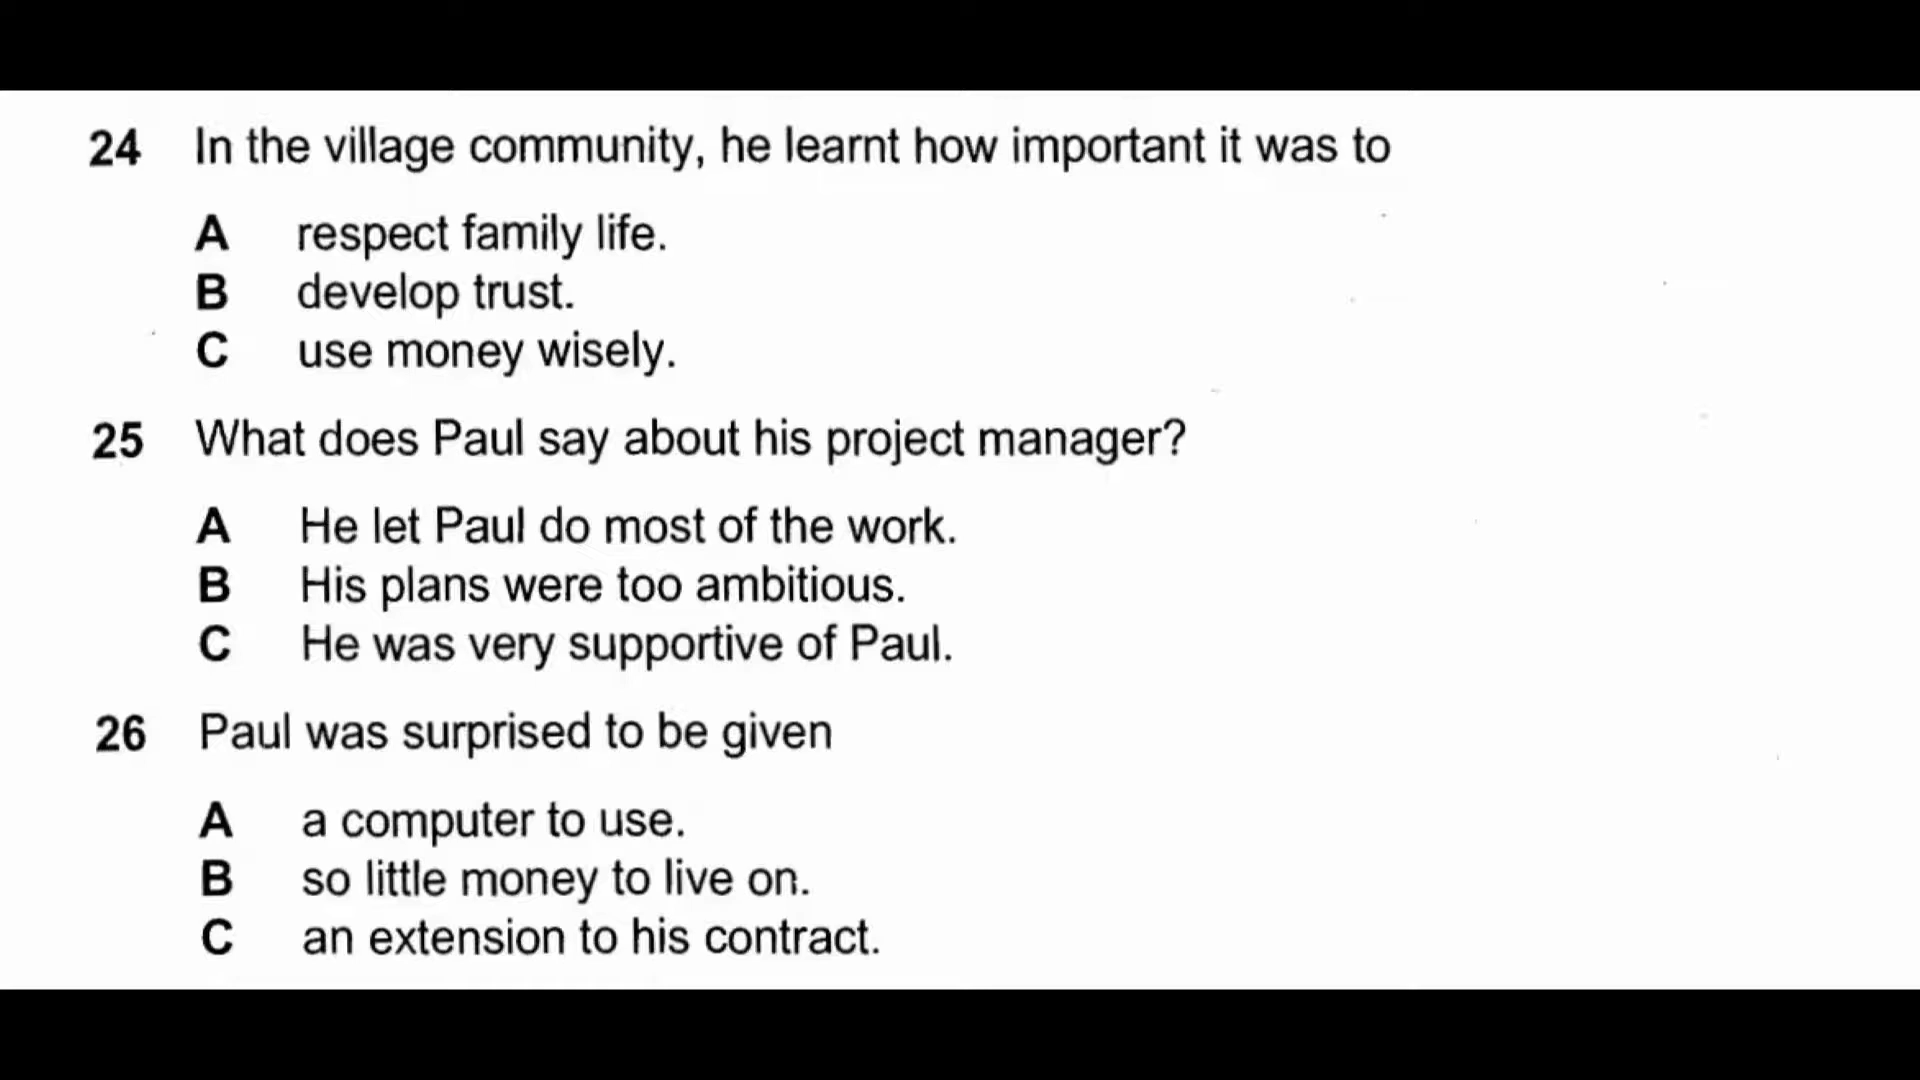 24 In the village community, he learnt how important it was to
A respect family life.
B develop trust.
C use money wisely.
25 What does Paul say about his project manager?
A He let Paul do most of the work.
B His plans were too ambitious.
C He was very supportive of Paul.
26 Paul was surprised to be given
A a computer to use.
B so little money to live on.
C an extension to his contract.